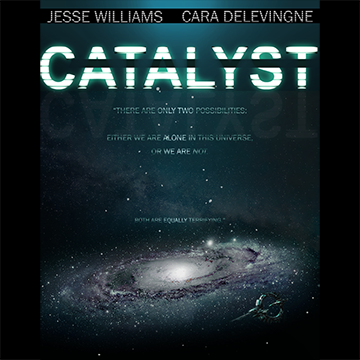 JESSE WILLIAMS CARA DELEVINGNE
CATALYST
"THERE ARE ONLY TWO POSSIBILITIES:
EITHER WE ARE ALONE IN THIS UNIVERSE,
OR WE ARE NOT.
BOTH ARE EQUALLY TERRIFYING."